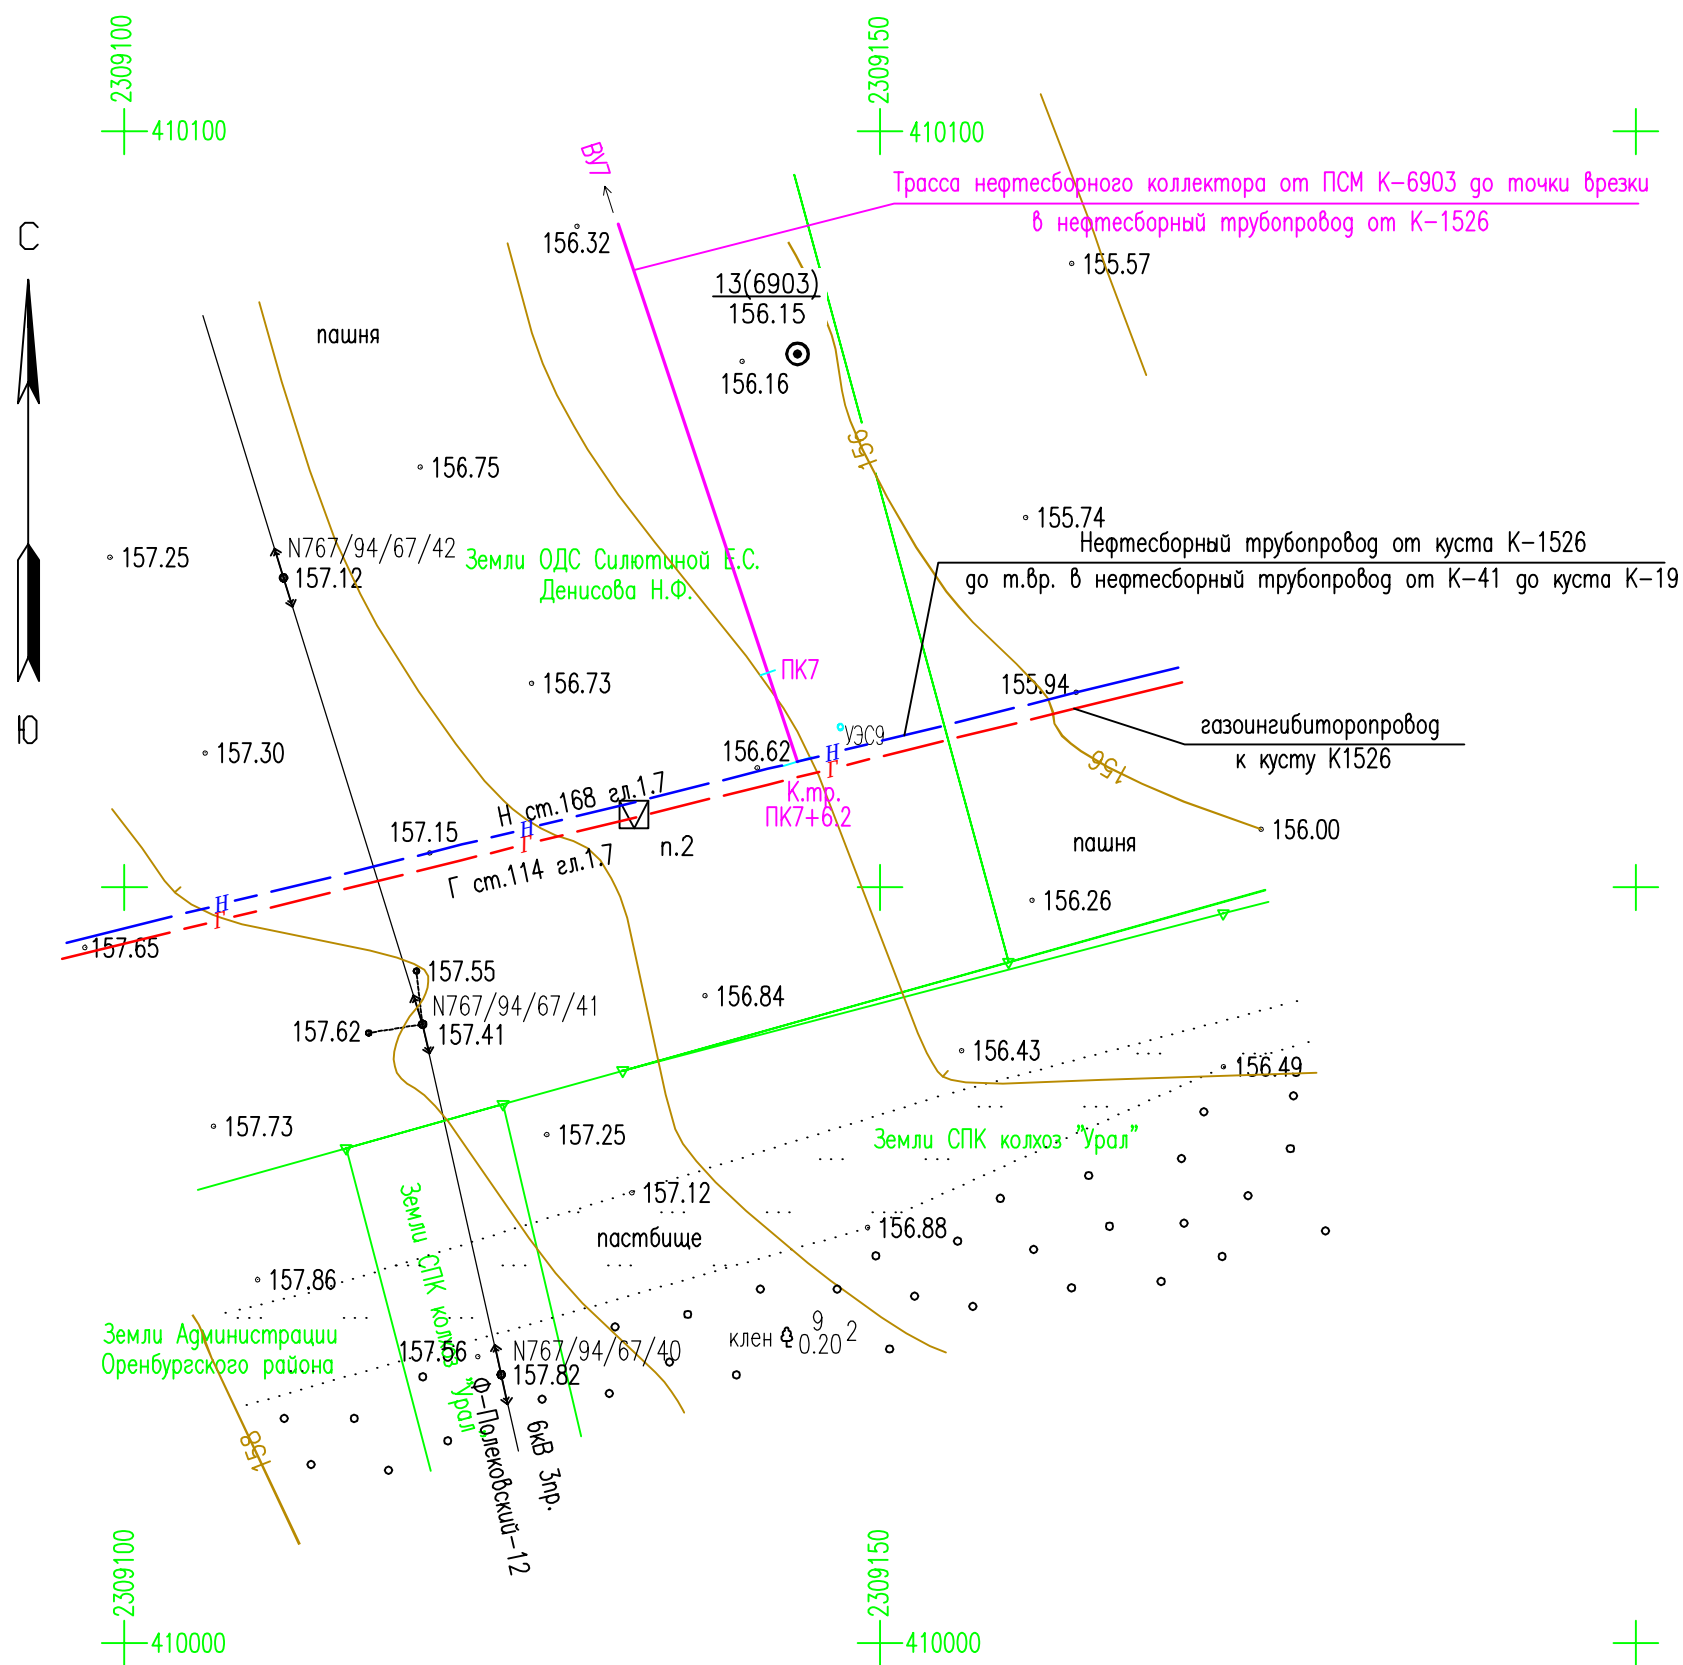 2309100
2309150
410100
410100
ВУ7
Трасса нефтесборного коллектора от ПСМ К-6903 до точки врезки
в нефтесборный трубопровод от К-1526
С
156.32
155.57
13(6903)
156.15
пашня
156.16
156
156.75
155.74
Нефтесборный трубопровод от куста К-1526
до т.вр. в нефтесборный трубопровод от К-41 до куста К-19
N767/94/67/42
157.25
157.12
Земли ОДС Силютиной Е.С.
Денисова Н.Ф.
ПК7
156.73
155.94
Ю
157.30
УЭС9
газоингибиторопровод
к кусту К1526
156.62
Н
Г
156
К.тр.
ПК7+6.2
Н ст.168 гл.1.7
157.15
Н
Г
п.2
156.00
пашня
Г ст.114 гл.1.7
156.26
Н
Г
157.65
157.55
156.84
N767/94/67/41
157.62
157.41
156.43
156.49
157.73
157.25
Земли СПК колхоз "Урал"
Земли СПК колхоз "Урал"
157.12
156.88
пастбище
157.86
Земли Администрации
Оренбургского района
клен
9
0.20
2
157.56
N767/94/67/40
157.82
158
Ф-Полековский-12
6кВ 3пр.
2309100
2309150
410000
410000